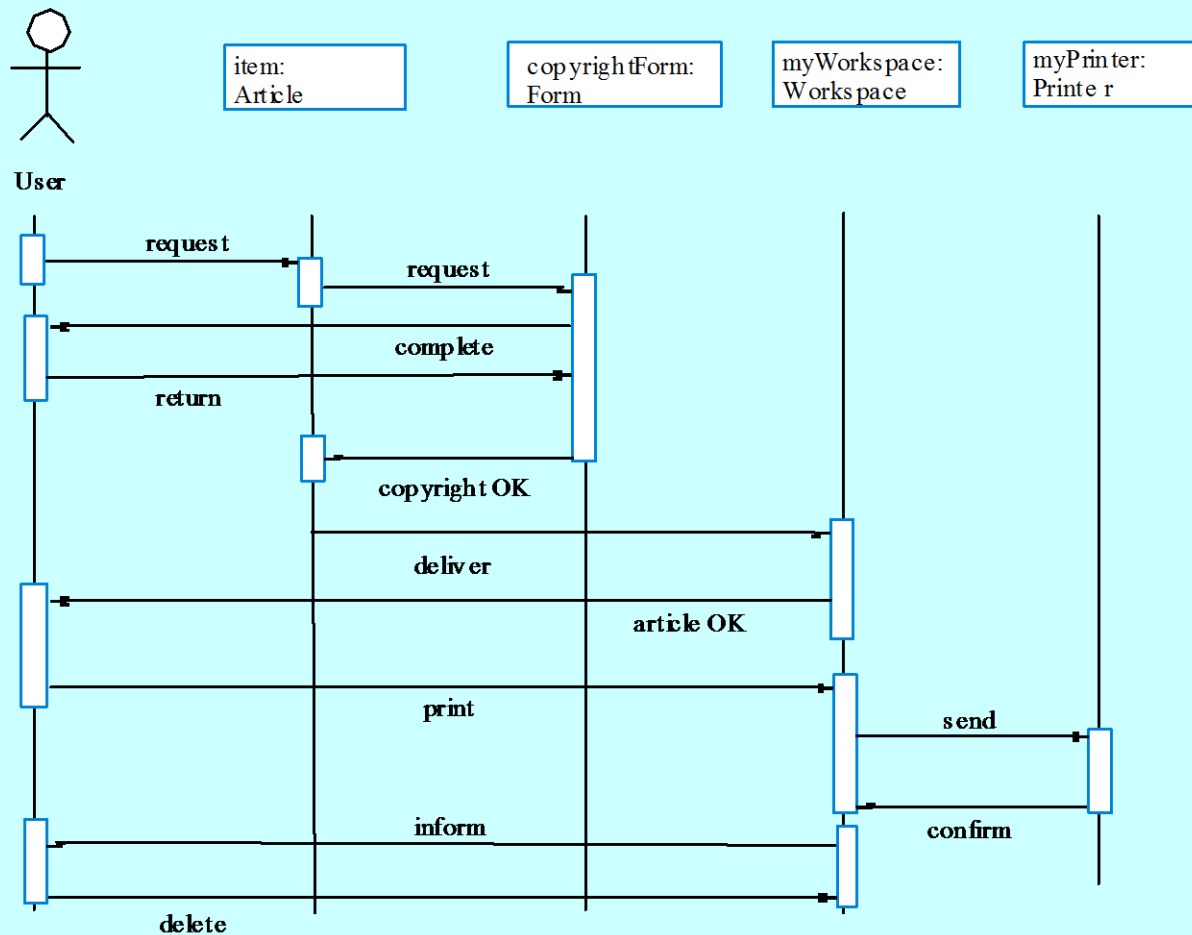 item:
Article
copyrightForm:
Form
myWorkspace:
Workspace
myPrinter:
Printer
User
request
request
complete
return
copyright OK
deliver
article OK
print
send
confirm
inform
delete